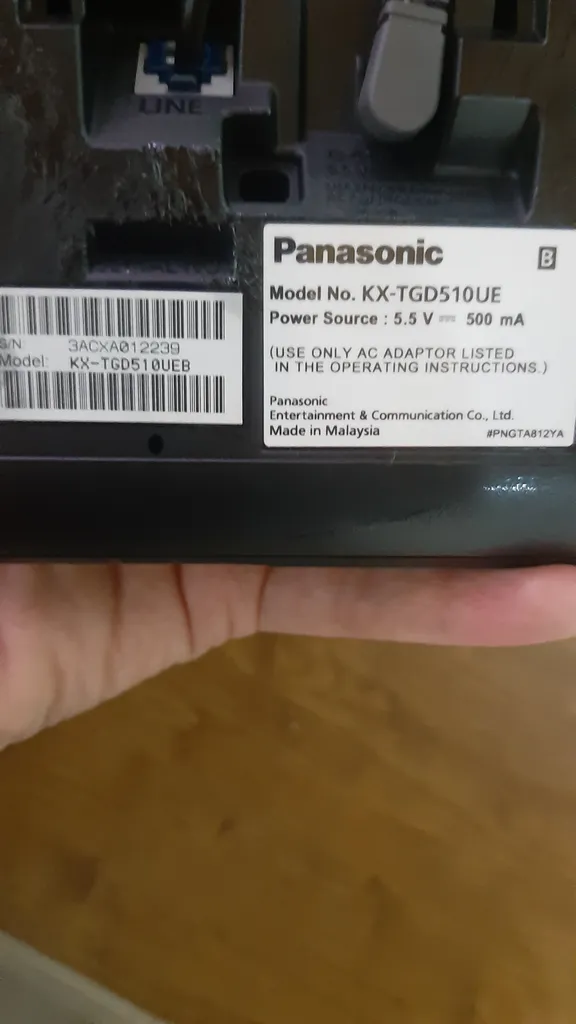 LINE
Panasonic
B
Model No. KX-TGD510UE
Power Source : 5.5 V ⎓ 500 mA
(USE ONLY AC ADAPTOR LISTED
IN THE OPERATING INSTRUCTIONS.)
Panasonic
Entertainment & Communication Co., Ltd.
Made in Malaysia
#PNGTA812YA
S/N 3ACXA012239
Model: KX-TGD510UEB